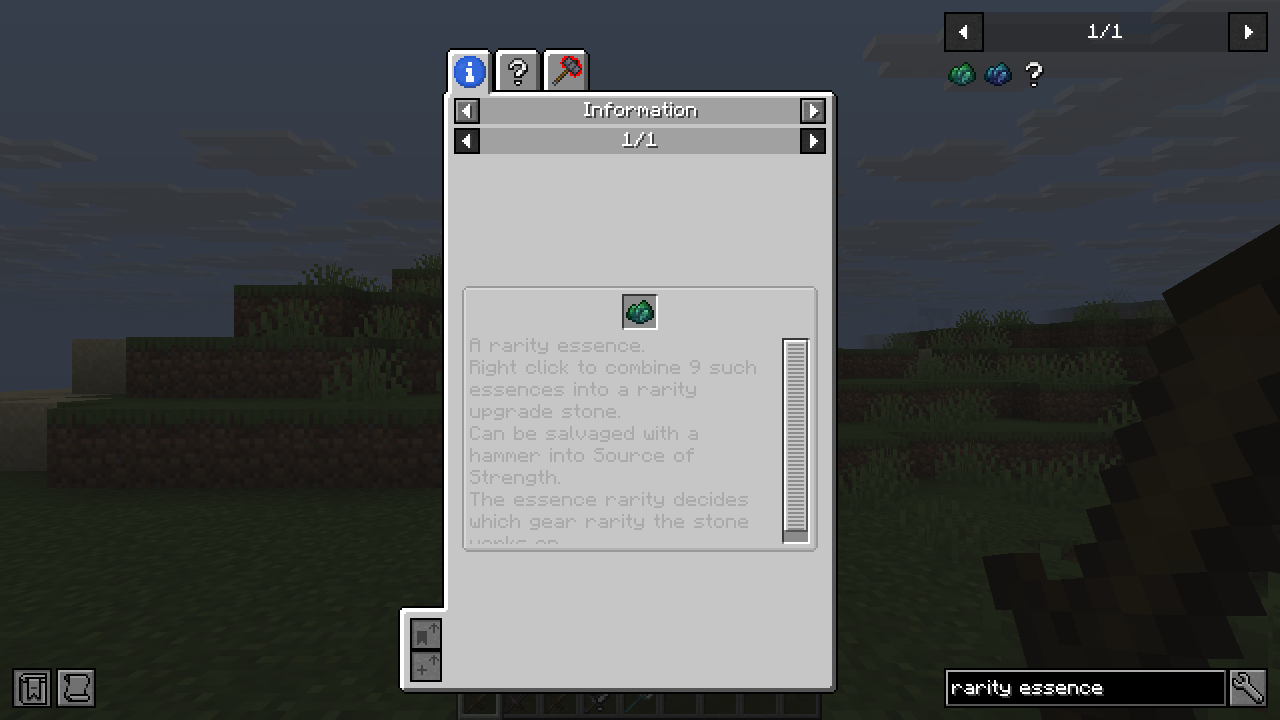 1/1
Information
1/1
A rarity essence.
Right click to combine 9 such
essences into a rarity
upgrade stone.
Can be salvaged with a
hammer into Source of
Strength.
The essence rarity decides
which gear rarity the stone
works on.
rarity essence